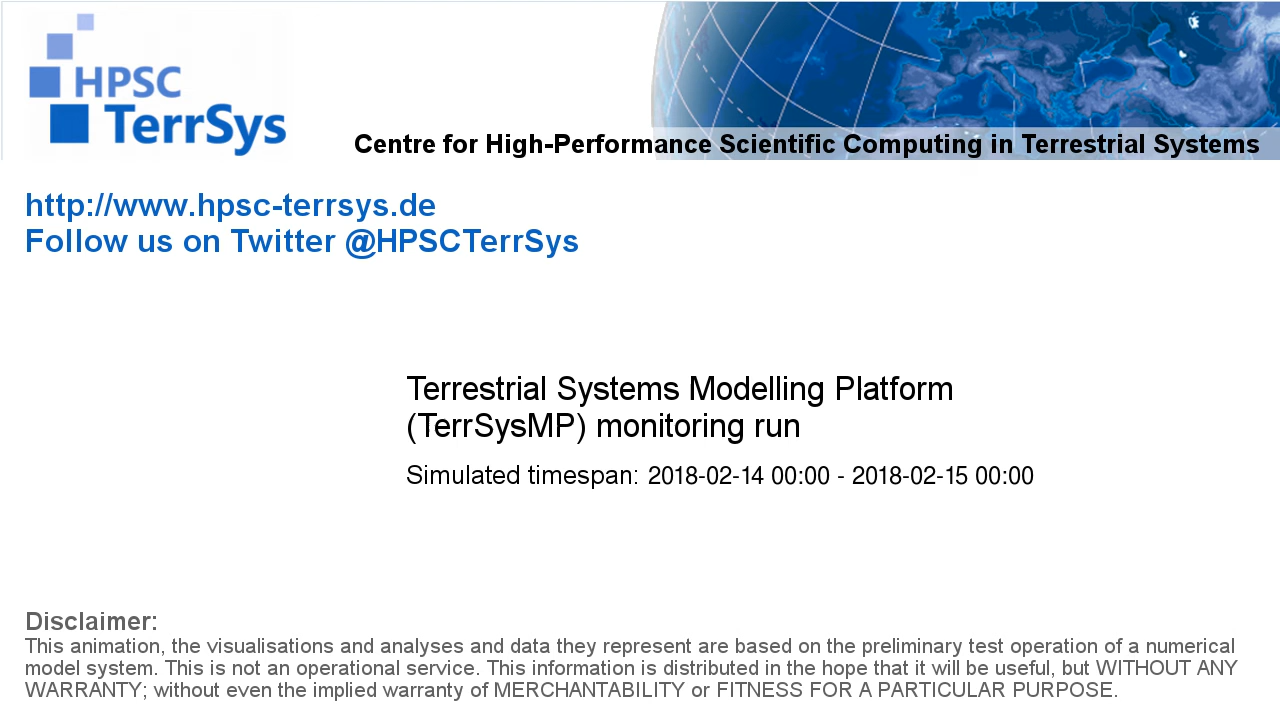 HPSC
TerrSys
Centre for High-Performance Scientific Computing in Terrestrial Systems
http://www.hpsc-terrsys.de
Follow us on Twitter @HPSCTerrSys
Terrestrial Systems Modelling Platform
(TerrSysMP) monitoring run
Simulated timespan: 2018-02-14 00:00 - 2018-02-15 00:00
Disclaimer:
This animation, the visualisations and analyses and data they represent are based on the preliminary test operation of a numerical
model system. This is not an operational service. This information is distributed in the hope that it will be useful, but WITHOUT ANY
WARRANTY; without even the implied warranty of MERCHANTABILITY or FITNESS FOR A PARTICULAR PURPOSE.